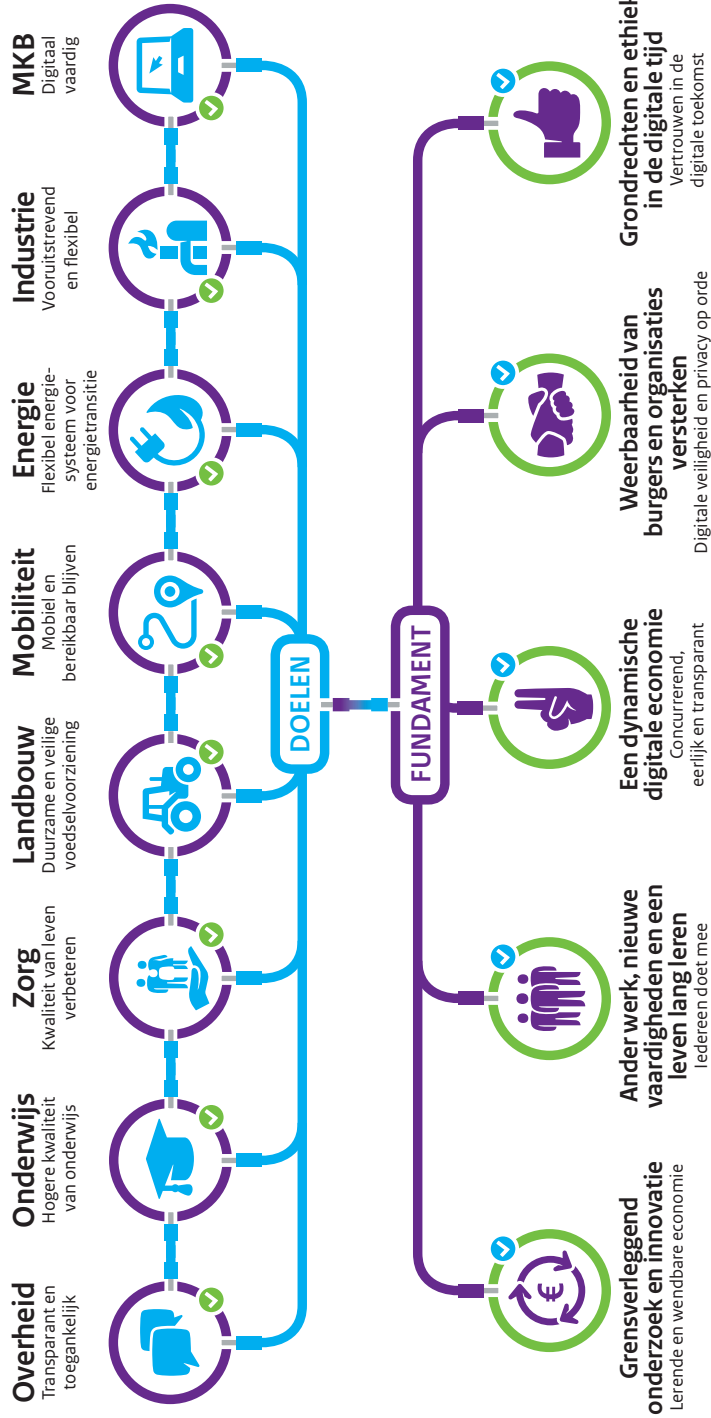 Overheid
Transparant en
toegankelijk
Onderwijs
Hogere kwaliteit
van onderwijs
Zorg
Kwaliteit van leven
verbeteren
Landbouw
Duurzame en veilige
voedselvoorziening
Mobiliteit
Mobiel en
bereikbaar blijven
Energie
Flexibel energie-
systeem voor
energietransitie
Industrie
Vooruitstrevend
en flexibel
MKB
Digitaal
vaardig
DOELEN
FUNDAMENT
€
Grensverleggend
onderzoek en innovatie
Lerende en wendbare economie
Ander werk, nieuwe
vaardigheden en een
leven lang leren
Iedereen doet mee
Een dynamische
digitale economie
Concurrerend,
eerlijk en transparant
Weerbaarheid van
burgers en organisaties
versterken
Digitale veiligheid en privacy op orde
Grondrechten en ethiek
in de digitale tijd
Vertrouwen in de
digitale toekomst